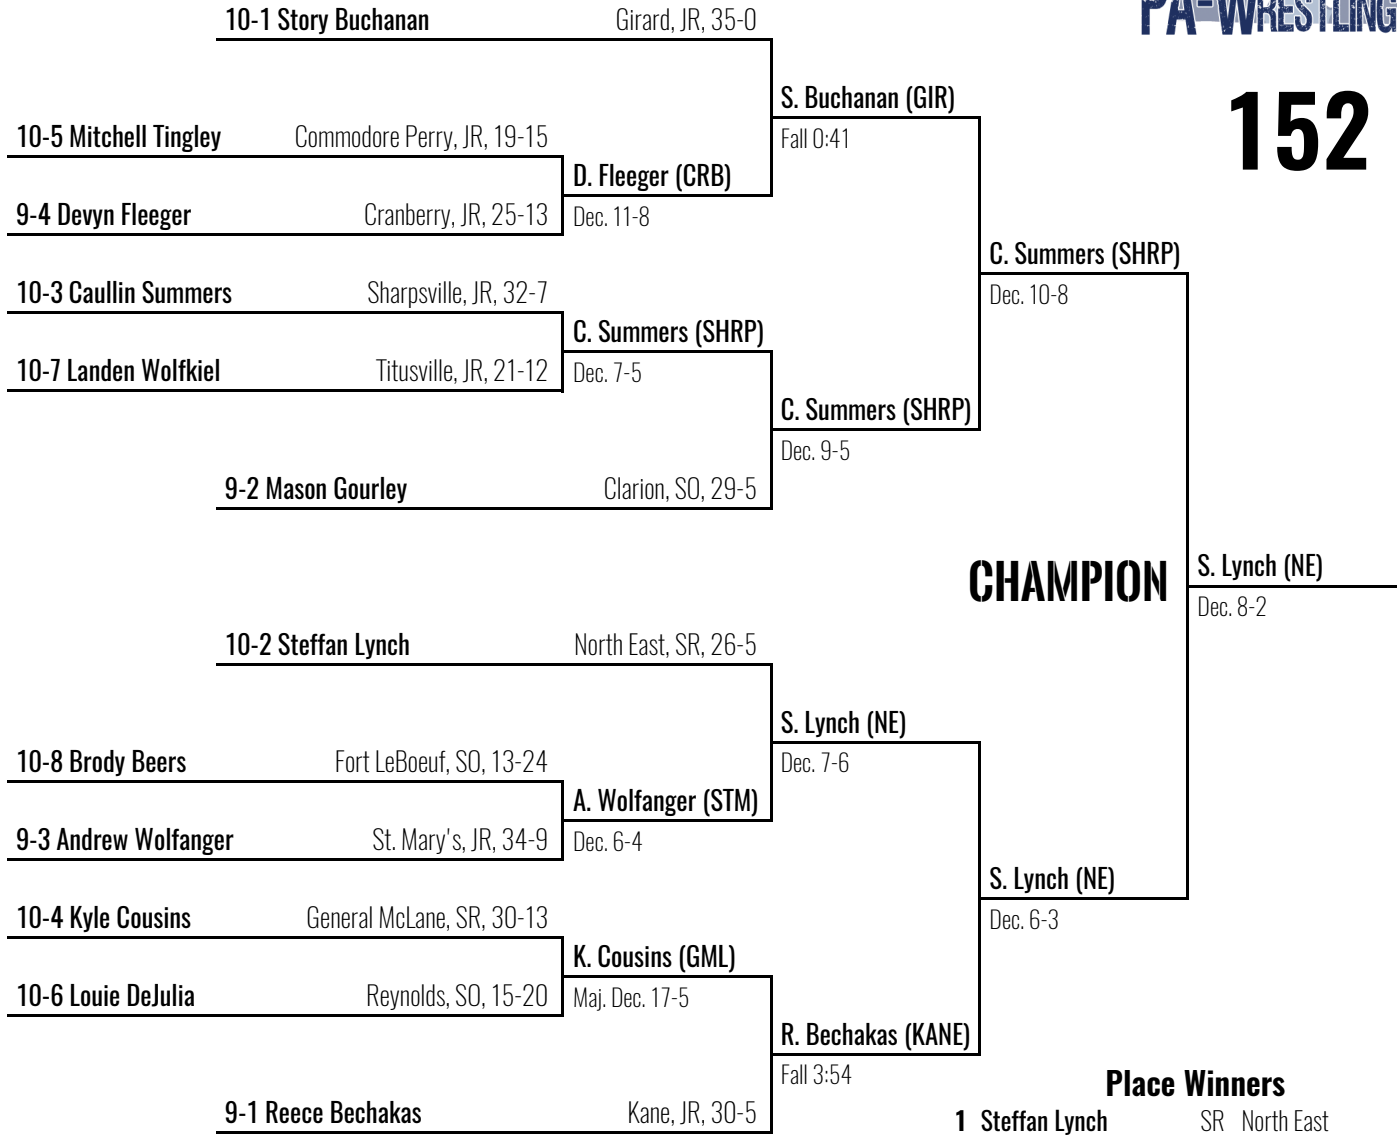 PA-WRESTLING
152
10-1 Story Buchanan Girard, JR, 35-0
S. Buchanan (GIR)
Fall 0:41
10-5 Mitchell Tingley Commodore Perry, JR, 19-15
D. Fleeger (CRB)
Dec. 11-8
9-4 Devyn Fleeger Cranberry, JR, 25-13
C. Summers (SHRP)
Dec. 10-8
10-3 Caullin Summers Sharpsville, JR, 32-7
C. Summers (SHRP)
Dec. 7-5
10-7 Landen Wolfkiel Titusville, JR, 21-12
C. Summers (SHRP)
Dec. 9-5
9-2 Mason Gourley Clarion, SO, 29-5
CHAMPION
S. Lynch (NE)
Dec. 8-2
10-2 Steffan Lynch North East, SR, 26-5
S. Lynch (NE)
Dec. 7-6
10-8 Brody Beers Fort LeBoeuf, SO, 13-24
A. Wolfanger (STM)
Dec. 6-4
9-3 Andrew Wolfanger St. Mary's, JR, 34-9
S. Lynch (NE)
Dec. 6-3
10-4 Kyle Cousins General McLane, SR, 30-13
K. Cousins (GML)
Maj. Dec. 17-5
10-6 Louie DeJulia Reynolds, SO, 15-20
R. Bechakas (KANE)
Fall 3:54
9-1 Reece Bechakas Kane, JR, 30-5
Place Winners
1 Steffan Lynch SR North East